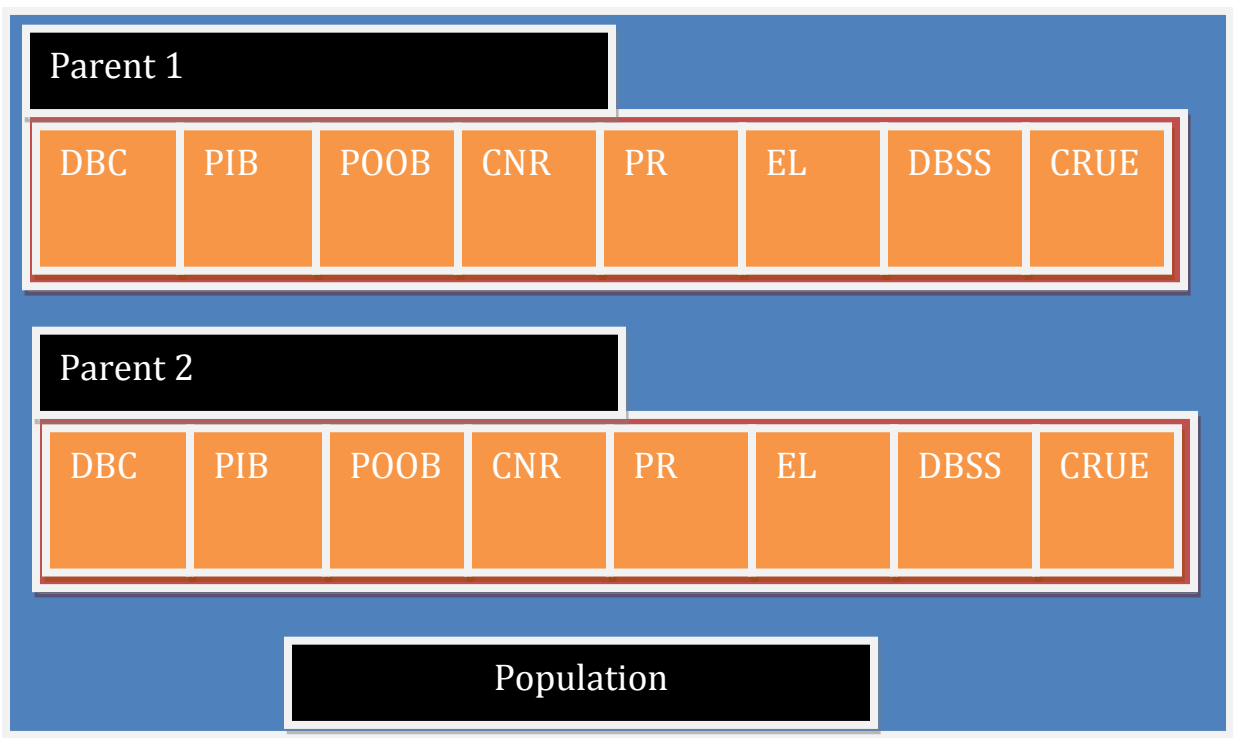 Parent 1
DBC PIB POOB CNR PR EL DBSS CRUE
Parent 2
DBC PIB POOB CNR PR EL DBSS CRUE
Population